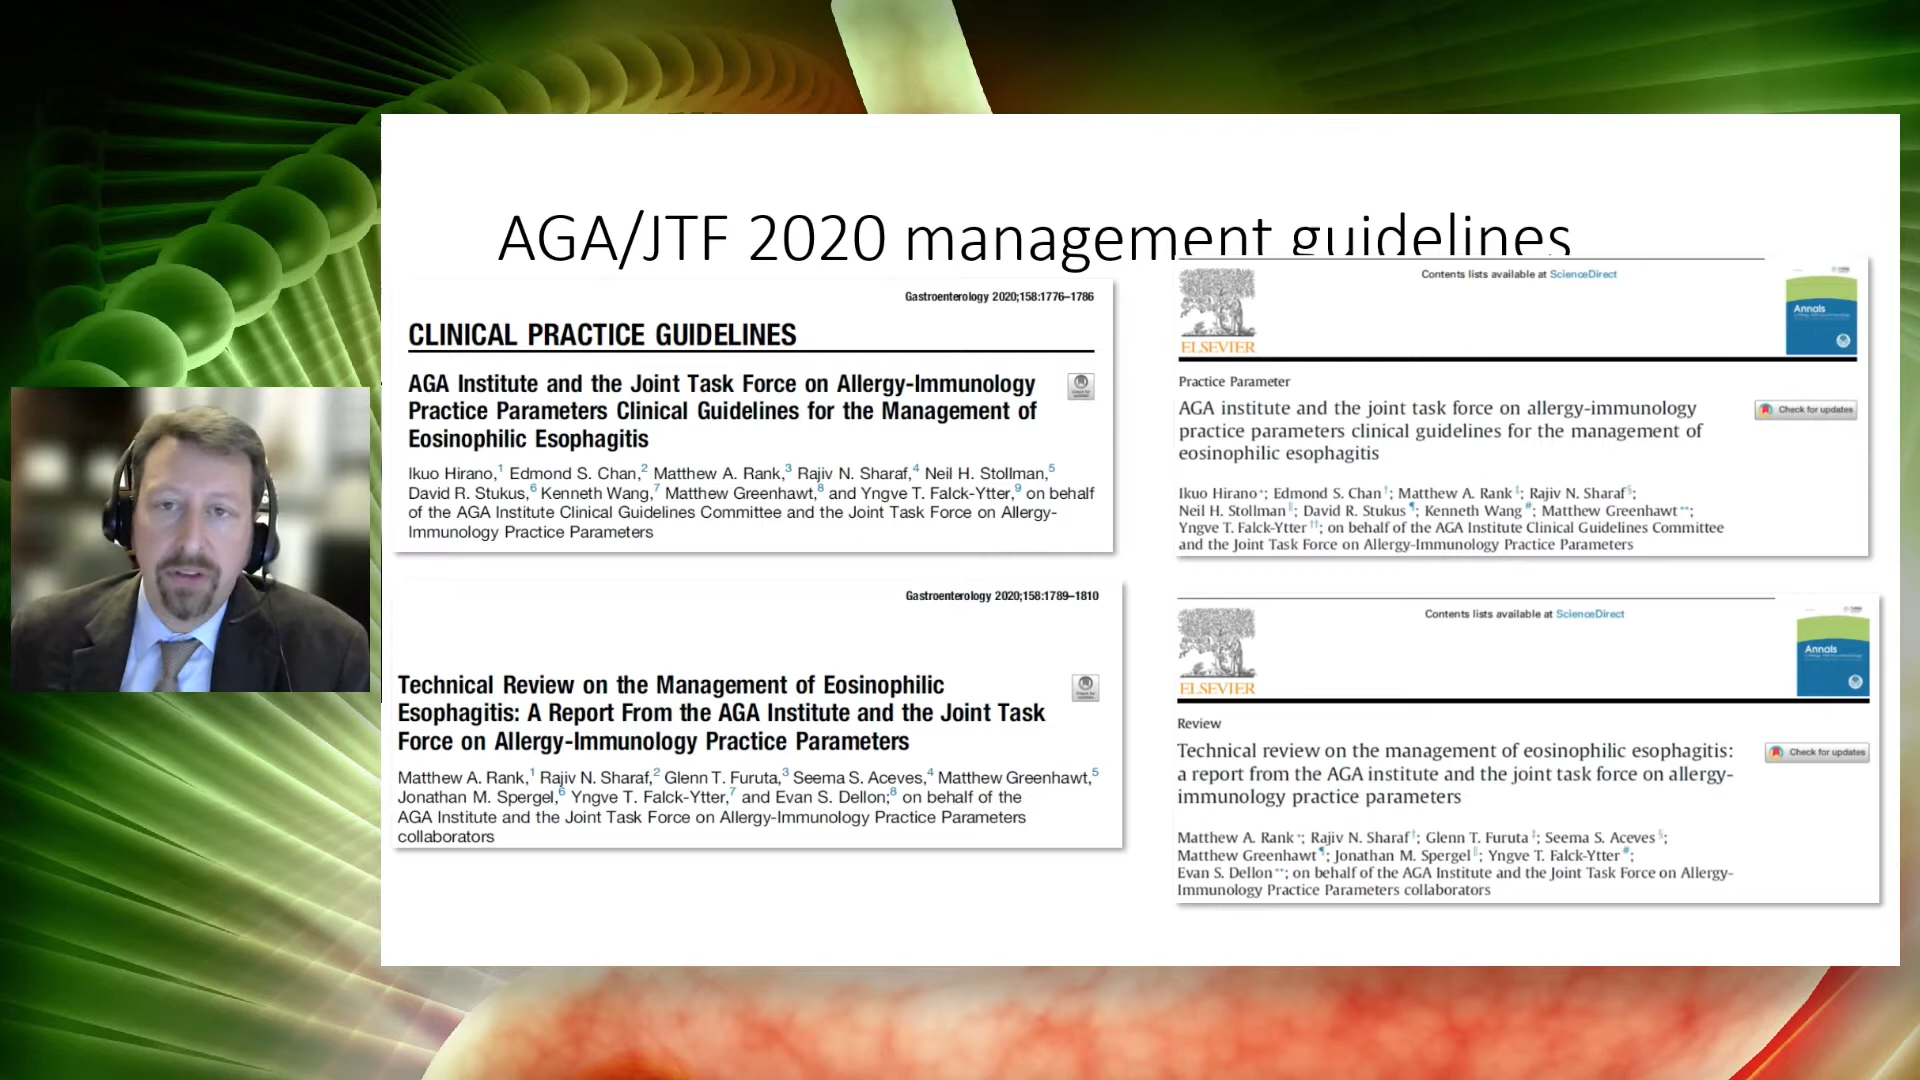 AGA/JTF 2020 management guidelines
Gastroenterology 2020;158:1776–1786
CLINICAL PRACTICE GUIDELINES
AGA Institute and the Joint Task Force on Allergy-Immunology
Practice Parameters Clinical Guidelines for the Management of
Eosinophilic Esophagitis
Check for
updates
Ikuo Hirano,1 Edmond S. Chan,2 Matthew A. Rank,3 Rajiv N. Sharaf,4 Neil H. Stollman,5
David R. Stukus,6 Kenneth Wang,7 Matthew Greenhawt,8 and Yngve T. Falck-Ytter,9 on behalf
of the AGA Institute Clinical Guidelines Committee and the Joint Task Force on Allergy-
Immunology Practice Parameters
Gastroenterology 2020;158:1789–1810
Technical Review on the Management of Eosinophilic
Esophagitis: A Report From the AGA Institute and the Joint Task
Force on Allergy-Immunology Practice Parameters
Check for
updates
Matthew A. Rank,1 Rajiv N. Sharaf,2 Glenn T. Furuta,3 Seema S. Aceves,4 Matthew Greenhawt,5
Jonathan M. Spergel,6 Yngve T. Falck-Ytter,7 and Evan S. Dellon;8 on behalf of the
AGA Institute and the Joint Task Force on Allergy-Immunology Practice Parameters
collaborators
Contents lists available at ScienceDirect
ELSEVIER
Annals
Practice Parameter
AGA institute and the joint task force on allergy-immunology
practice parameters clinical guidelines for the management of
eosinophilic esophagitis
Check for updates
Ikuo Hirano *; Edmond S. Chan †; Matthew A. Rank ‡; Rajiv N. Sharaf §;
Neil H. Stollman ||; David R. Stukus ¶; Kenneth Wang #; Matthew Greenhawt **;
Yngve T. Falck-Ytter ††; on behalf of the AGA Institute Clinical Guidelines Committee
and the Joint Task Force on Allergy-Immunology Practice Parameters
Contents lists available at ScienceDirect
ELSEVIER
Annals
Review
Technical review on the management of eosinophilic esophagitis:
a report from the AGA institute and the joint task force on allergy-
immunology practice parameters
Check for updates
Matthew A. Rank *; Rajiv N. Sharaf †; Glenn T. Furuta ‡; Seema S. Aceves §;
Matthew Greenhawt ¶; Jonathan M. Spergel ||; Yngve T. Falck-Ytter #;
Evan S. Dellon **; on behalf of the AGA Institute and the Joint Task Force on Allergy-
Immunology Practice Parameters collaborators